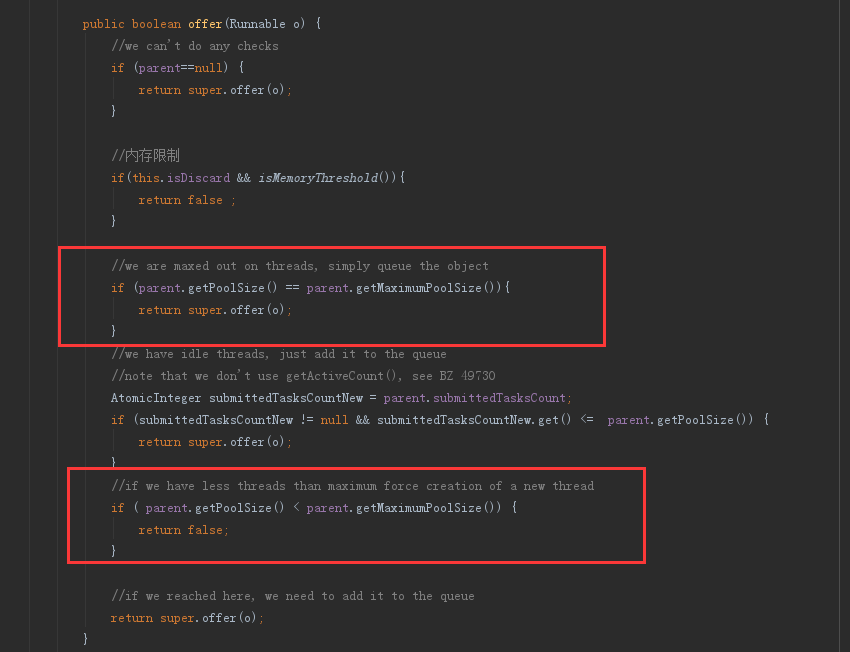 public boolean offer(Runnable o) {
//we can't do any checks
if (parent==null) {
return super.offer(o);
}
//内存限制
if(this.isDiscard && isMemoryThreshold()){
return false ;
}
//we are maxed out on threads, simply queue the object
if (parent.getPoolSize() == parent.getMaximumPoolSize()){
return super.offer(o);
}
//we have idle threads, just add it to the queue
//note that we don't use getActiveCount(), see BZ 49730
AtomicInteger submittedTasksCountNew = parent.submittedTasksCount;
if (submittedTasksCountNew != null && submittedTasksCountNew.get() <=  parent.getPoolSize()) {
return super.offer(o);
}
//if we have less threads than maximum force creation of a new thread
if ( parent.getPoolSize() < parent.getMaximumPoolSize()) {
return false;
}
//if we reached here, we need to add it to the queue
return super.offer(o);
}